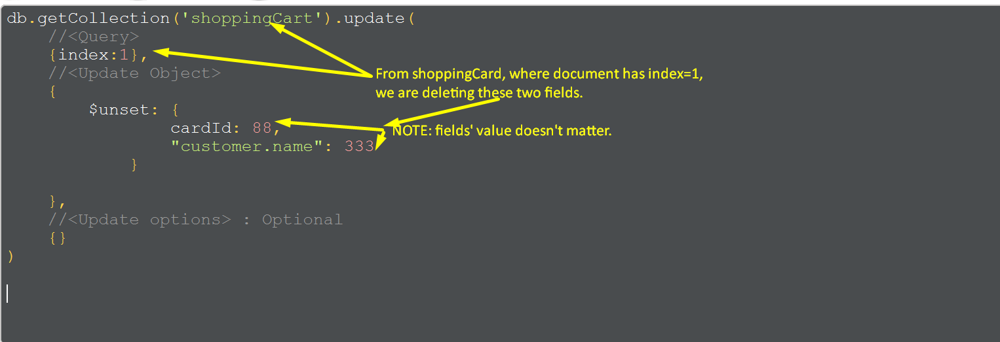 db.getCollection('shoppingCart').update(
//<Query>
{index:1},
//<Update Object>
From shoppingCard, where document has index=1,
{
we are deleting these two fields.
$unset: {
cardId: 88,
NOTE: fields' value doesn't matter.
"customer.name": 333
}
},
//<Update options> : Optional
{}
)